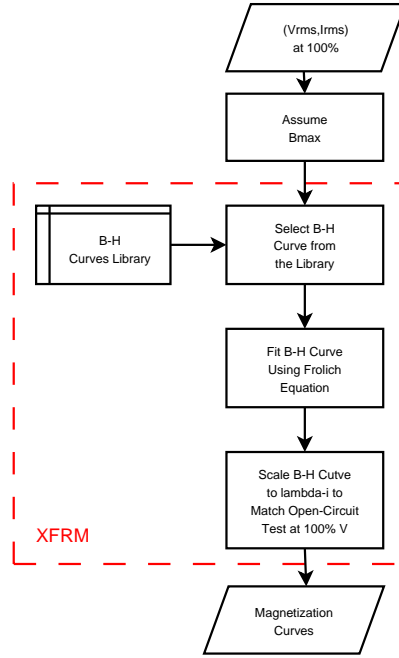 (Vrms,Irms)
at 100%
Assume
Bmax
B-H
Curves Library
Select B-H
Curve from
the Library
Fit B-H Curve
Using Frolich
Equation
Scale B-H Cutve
to lambda-i to
Match Open-Circuit
Test at 100% V
XFRM
Magnetization
Curves